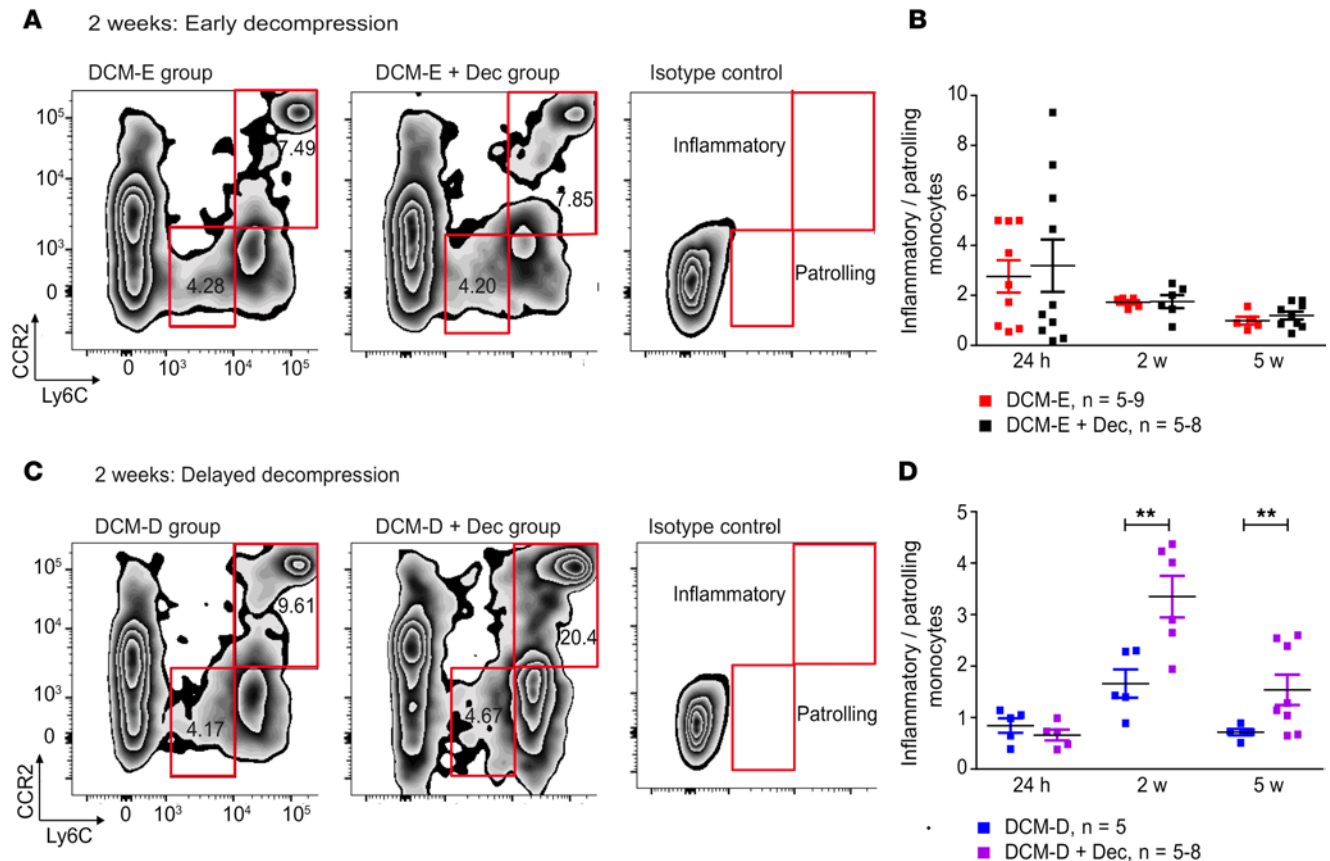 A
2 weeks: Early decompression
DCM-E group
DCM-E + Dec group
Isotype control
10⁵
10⁴
10³
0
7.49
4.28
7.85
4.20
Inflammatory
Patrolling
CCR2
Ly6C
0 10³ 10⁴ 10⁵
B
Inflammatory / patrolling
monocytes
10
8
6
4
2
0
24 h 2 w 5 w
DCM-E, n = 5-9
DCM-E + Dec, n = 5-8
C
2 weeks: Delayed decompression
DCM-D group
DCM-D + Dec group
Isotype control
10⁵
10⁴
10³
0
9.61
4.17
20.4
4.67
Inflammatory
Patrolling
CCR2
Ly6C
0 10³ 10⁴ 10⁵
D
Inflammatory / patrolling
monocytes
5
4
3
2
1
0
** **
24 h 2 w 5 w
DCM-D, n = 5
DCM-D + Dec, n = 5-8